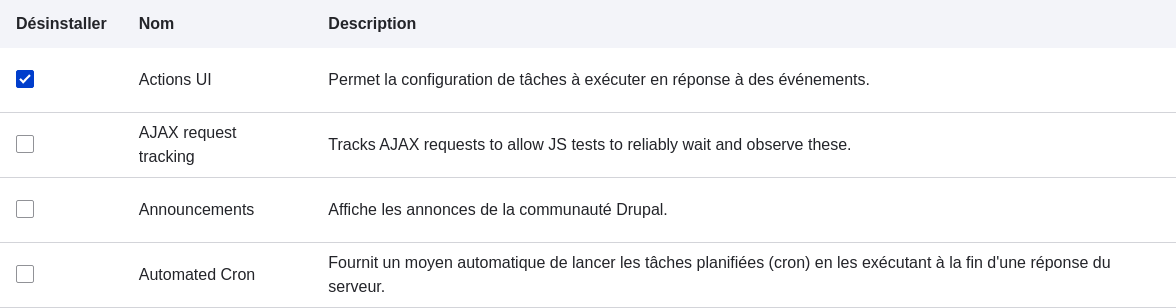 Désinstaller Nom Description
Actions UI Permet la configuration de tâches à exécuter en réponse à des événements.
AJAX request
tracking Tracks AJAX requests to allow JS tests to reliably wait and observe these.
Announcements Affiche les annonces de la communauté Drupal.
Automated Cron Fournit un moyen automatique de lancer les tâches planifiées (cron) en les exécutant à la fin d'une réponse du
serveur.